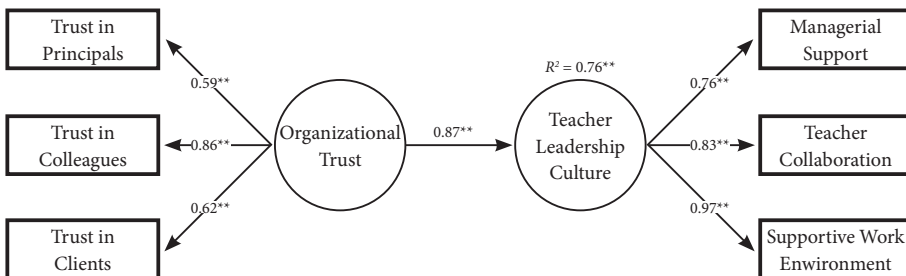 Trust in
Principals
0.59**
Trust in
Colleagues
0.86**
Trust in
Clients
0.62**
Organizational
Trust
0.87**
R² = 0.76**
Teacher
Leadership
Culture
0.76**
Managerial
Support
0.83**
Teacher
Collaboration
0.97**
Supportive Work
Enwironment